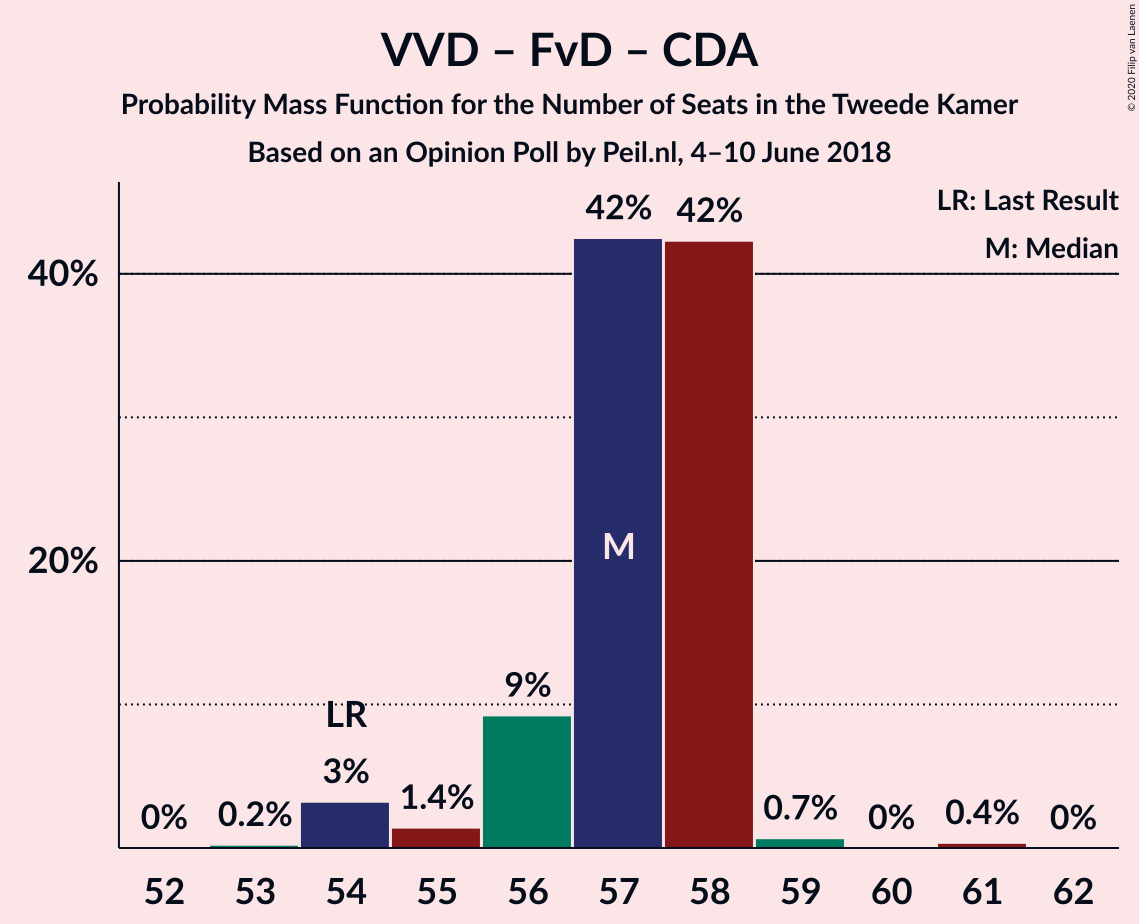 VVD – FvD – CDA
Probability Mass Function for the Number of Seats in the Tweede Kamer
Based on an Opinion Poll by Peil.nl, 4–10 June 2018
© 2020 Filip van Laenen
LR: Last Result
M: Median
42% 42%
40%
M
20%
9%
LR
3%
1.4%
0% 0.2% 0.7% 0% 0.4% 0%
52 53 54 55 56 57 58 59 60 61 62